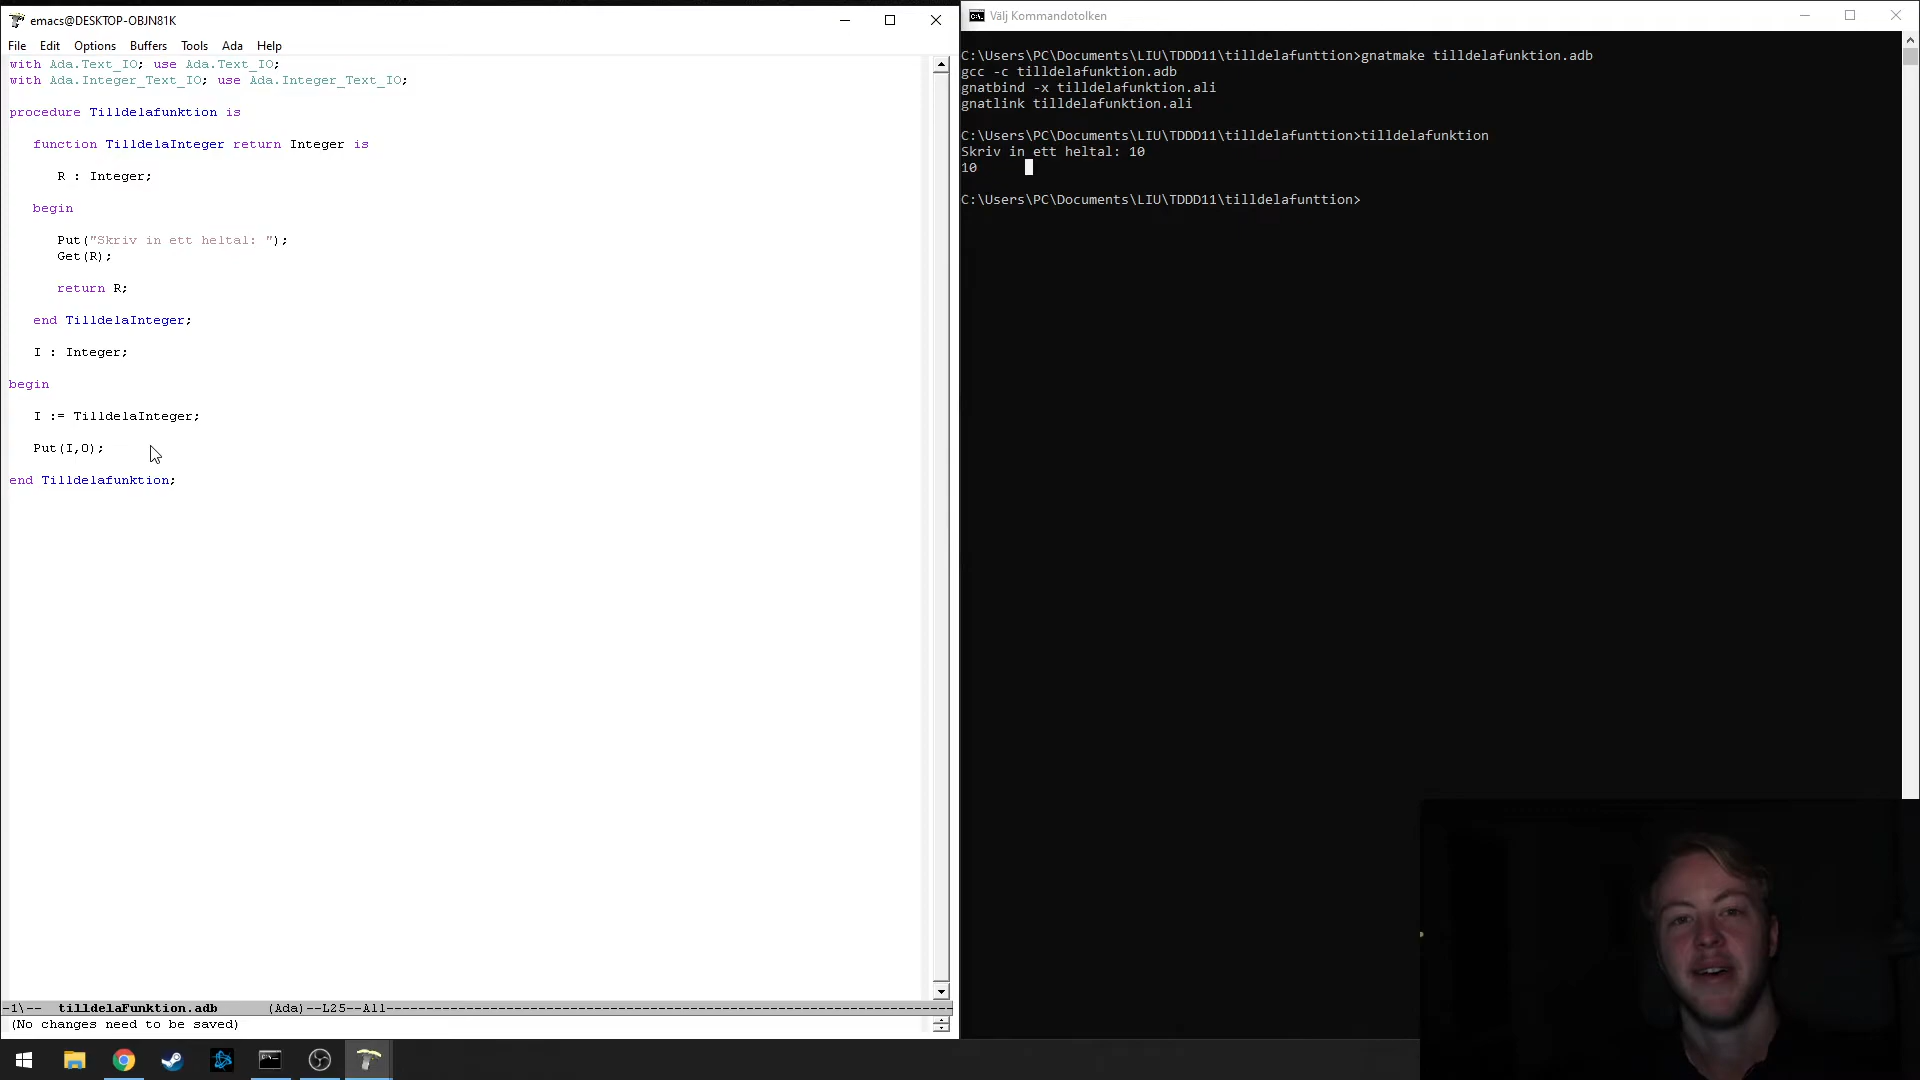 emacs@DESKTOP-OBJN81K
File Edit Options Buffers Tools Ada Help
with Ada.Text_IO; use Ada.Text_IO;
with Ada.Integer_Text_IO; use Ada.Integer_Text_IO;
procedure Tilldelafunktion is
function TilldelaInteger return Integer is
R : Integer;
begin
Put("Skriv in ett heltal: ");
Get(R);
return R;
end TilldelaInteger;
I : Integer;
begin
I := TilldelaInteger;
Put(I,0);
end Tilldelafunktion;
-1\-- tilldelaFunktion.adb (Ada)--L25--All----------------------------------------------------------------------
(No changes need to be saved)
Välj Kommandotolken
C:\Users\PC\Documents\LIU\TDDD11\tilldelafunttion>gnatmake tilldelafunktion.adb
gcc -c tilldelafunktion.adb
gnatbind -x tilldelafunktion.ali
gnatlink tilldelafunktion.ali
C:\Users\PC\Documents\LIU\TDDD11\tilldelafunttion>tilldelafunktion
Skriv in ett heltal: 10
10
C:\Users\PC\Documents\LIU\TDDD11\tilldelafunttion>